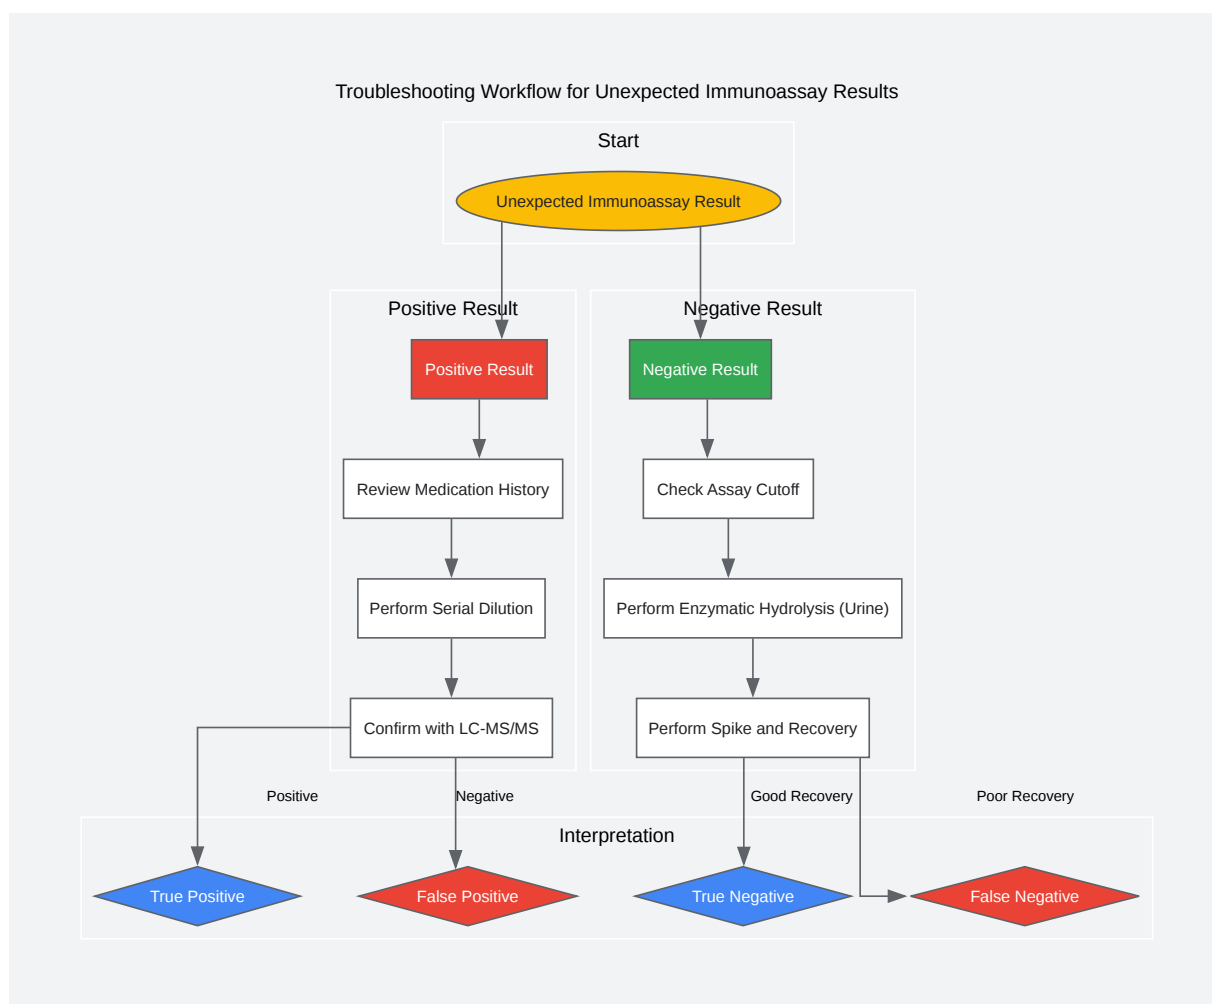 Troubleshooting Workflow for Unexpected Immunoassay Results
Start
Unexpected Immunoassay Result
Positive Result
Negative Result
Positive Result
Negative Result
Review Medication History
Check Assay Cutoff
Perform Serial Dilution
Perform Enzymatic Hydrolysis (Urine)
Confirm with LC-MS/MS
Perform Spike and Recovery
Positive
Negative
Good Recovery
Poor Recovery
Interpretation
True Positive
False Positive
True Negative
False Negative